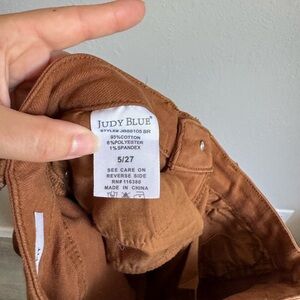 JUDY BLUE®
STYLE# JB88105 BR
93%COTTON
6%POLYESTER
1%SPANDEX
5/27
SEE CARE ON
REVERSE SIDE
RN#116380
MADE IN CHINA